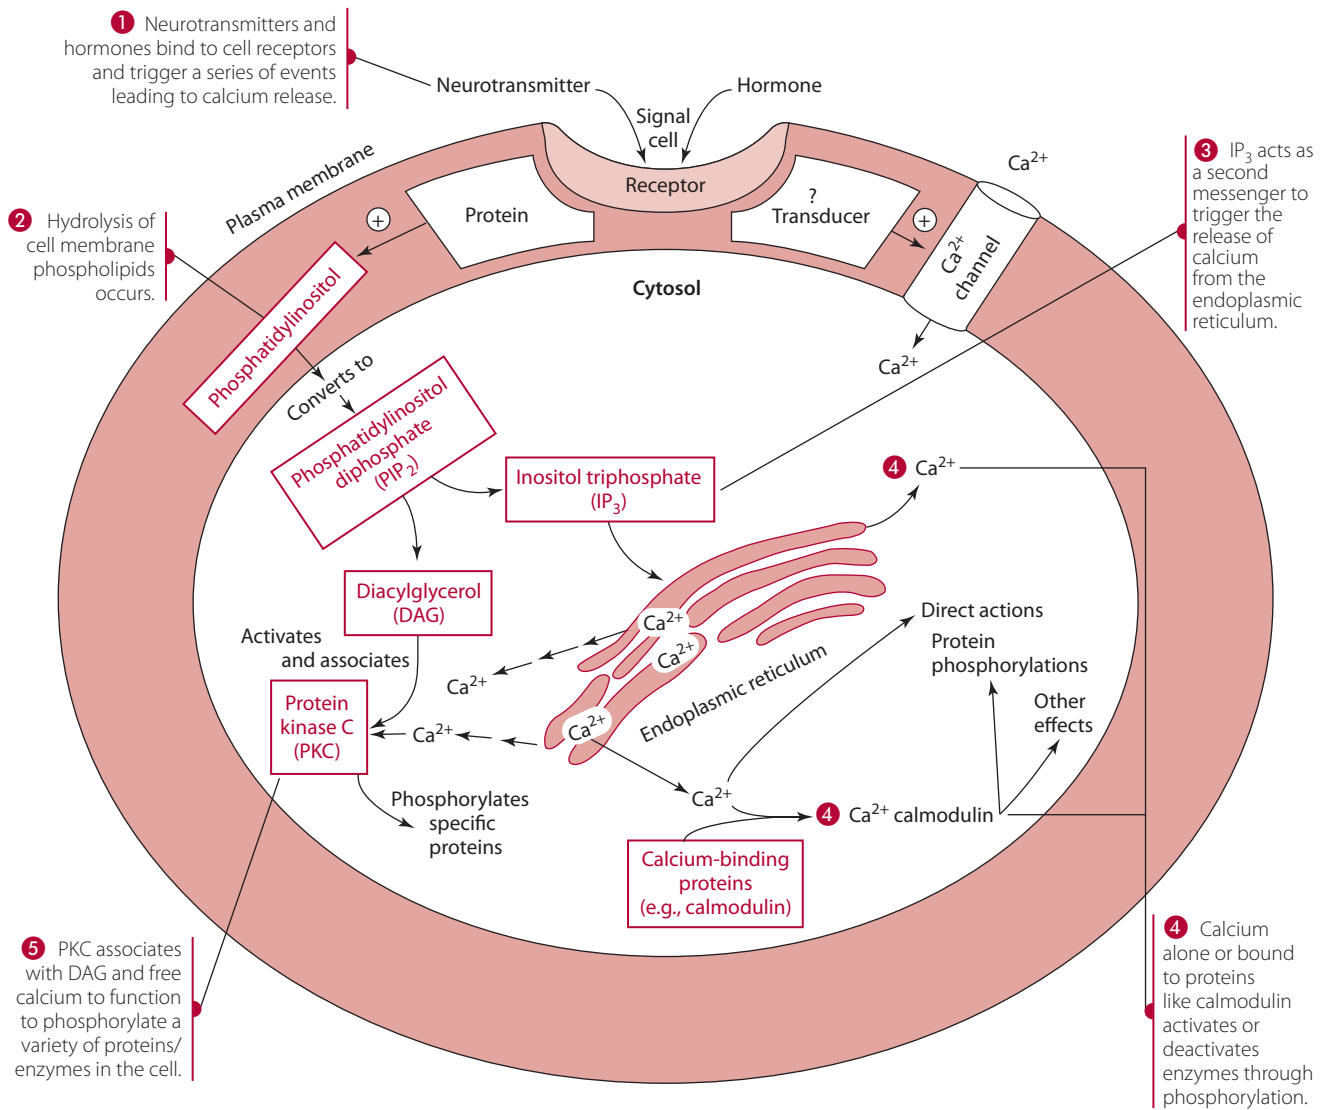 1 Neurotransmitters and
hormones bind to cell receptors
and trigger a series of events
leading to calcium release.
Neurotransmitter
Hormone
Signal
cell
Receptor
Plasma membrane
Protein
?
Transducer
+
+
Ca²⁺
Ca²⁺
channel
Ca²⁺
Cytosol
2 Hydrolysis of
cell membrane
phospholipids
occurs.
3 IP₃ acts as
a second
messenger to
trigger the
release of
calcium
from the
endoplasmic
reticulum.
Phosphatidylinositol
Converts to
Phosphatidylinositol
diphosphate
(PIP₂)
Inositol triphosphate
(IP₃)
4 Ca²⁺
Diacylglycerol
(DAG)
Activates
and associates
Ca²⁺
Ca²⁺
Ca²⁺
Ca²⁺
Endoplasmic reticulum
Direct actions
Protein
phosphorylations
Other
effects
Protein
kinase C
(PKC)
Ca²⁺
Phosphorylates
specific
proteins
Ca²⁺
4 Ca²⁺ calmodulin
Calcium-binding
proteins
(e.g., calmodulin)
5 PKC associates
with DAG and free
calcium to function
to phosphorylate a
variety of proteins/
enzymes in the cell.
4 Calcium
alone or bound
to proteins
like calmodulin
activates or
deactivates
enzymes through
phosphorylation.